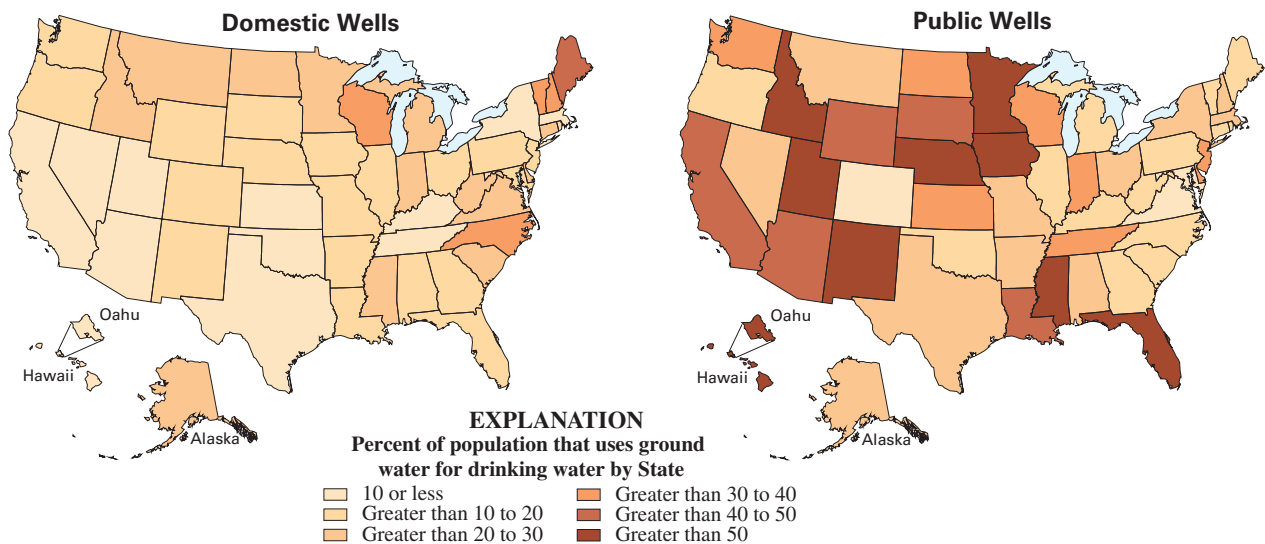 Domestic Wells
Public Wells
Oahu
Hawaii
Alaska
Oahu
Hawaii
Alaska
EXPLANATION
Percent of population that uses ground
water for drinking water by State
10 or less
Greater than 10 to 20
Greater than 20 to 30
Greater than 30 to 40
Greater than 40 to 50
Greater than 50